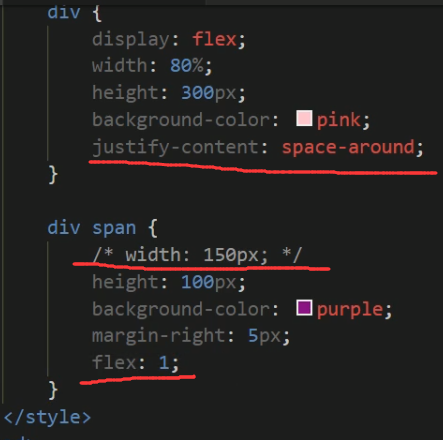 div {
display: flex;
width: 80%;
height: 300px;
background-color: pink;
justify-content: space-around;
}
div span {
/* width: 150px; */
height: 100px;
background-color: purple;
margin-right: 5px;
flex: 1;
}
</style>